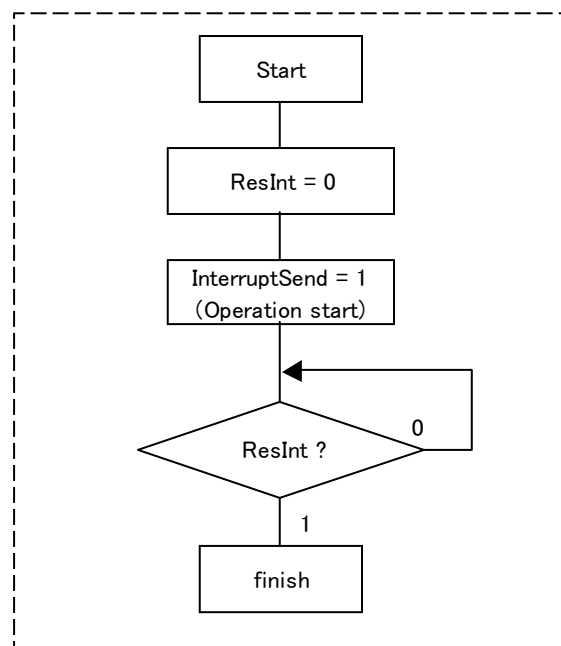 Start
ResInt = 0
InterruptSend = 1
(Operation start)
ResInt ?
0
1
finish